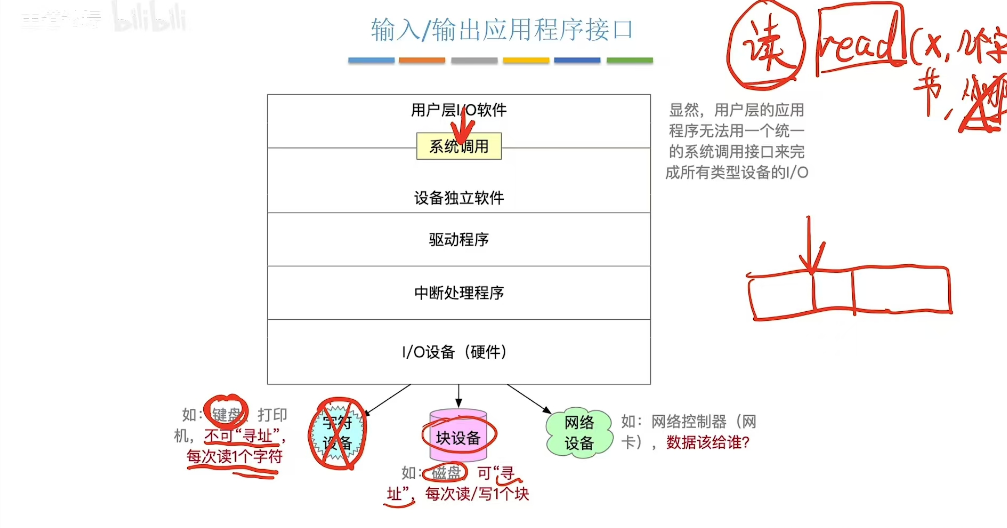 bilibili
输入/输出应用程序接口
读 read(x, 几个字
节,
用户层I/O软件
系统调用
设备独立软件
驱动程序
中断处理程序
I/O设备（硬件）
显然，用户层的应用
程序无法用一个统一
的系统调用接口来完
成所有类型设备的I/O
如：键盘、打印
机，不可“寻址”，
每次读1个字符
字符
设备
块设备
如：磁盘，可“寻
址”，每次读/写1个块
网络
设备
如：网络控制器（网
卡），数据该给谁？